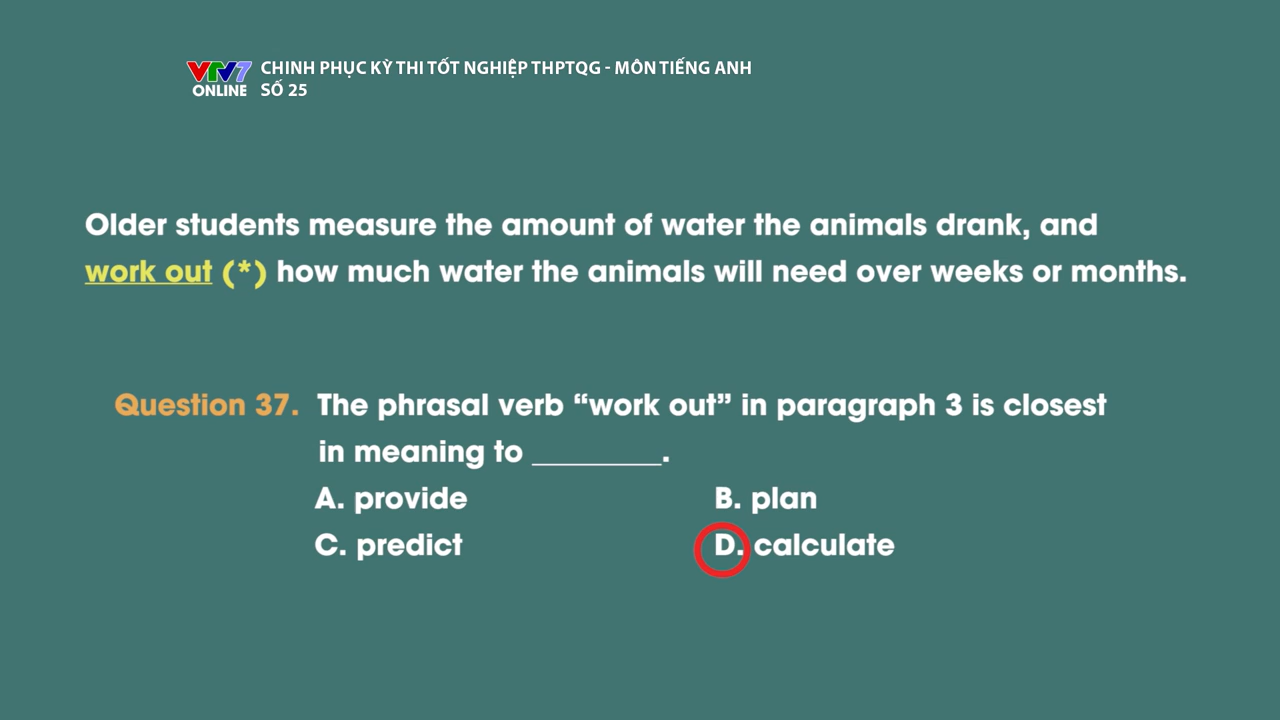 VTV7
ONLINE
CHINH PHỤC KỲ THI TỐT NGHIỆP THPTQG - MÔN TIẾNG ANH
SỐ 25
Older students measure the amount of water the animals drank, and
work out (*) how much water the animals will need over weeks or months.
Question 37. The phrasal verb “work out” in paragraph 3 is closest
in meaning to _________.
A. provide B. plan
C. predict D. calculate